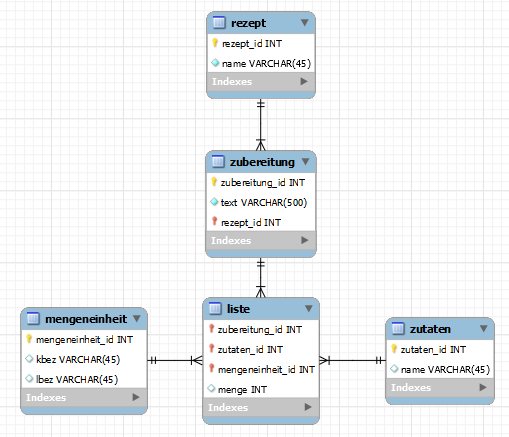 rezept
rezept_id INT
name VARCHAR(45)
Indexes
zubereitung
zubereitung_id INT
text VARCHAR(500)
rezept_id INT
Indexes
mengeneinheit
mengeneinheit_id INT
kbez VARCHAR(45)
lbez VARCHAR(45)
Indexes
liste
zubereitung_id INT
zutaten_id INT
mengeneinheit_id INT
menge INT
Indexes
zutaten
zutaten_id INT
name VARCHAR(45)
Indexes